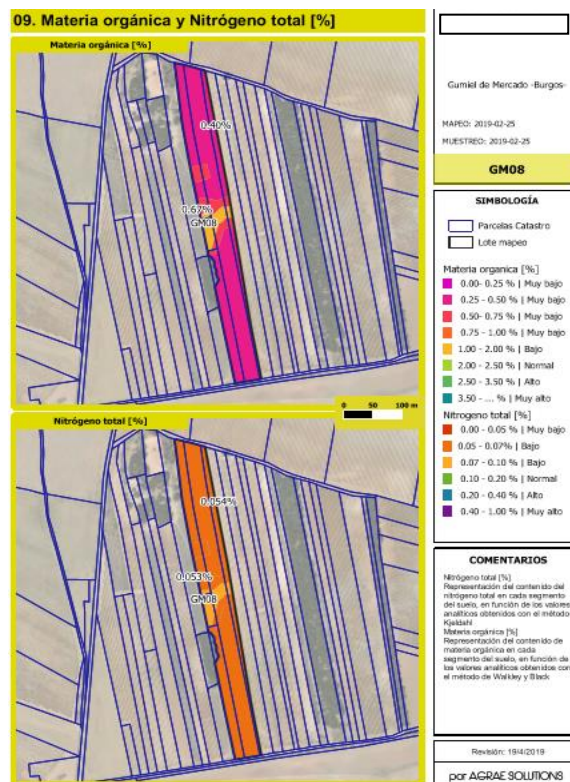 09. Materia orgánica y Nitrógeno total [%]
Materia orgánica [%]
0.40%
0.67%
GM08
0 50 100 m
Nitrógeno total [%]
0.054%
0.053%
GM08
Gumiel de Mercado -Burgos-
MAPEO: 2019-02-25
MUESTREO: 2019-02-25
GM08
SIMBOLOGÍA
Parcelas Catastro
Lote mapeo
Materia organica [%]
0.00- 0.25 % | Muy bajo
0.25 - 0.50 % | Muy bajo
0.50- 0.75 % | Muy bajo
0.75 - 1.00 % | Muy bajo
1.00 - 2.00 % | Bajo
2.00 - 2.50 % | Normal
2.50 - 3.50 % | Alto
3.50 - ... % | Muy alto
Nitrogeno total [%]
0.00 - 0.05 % | Muy bajo
0.05 - 0.07% | Bajo
0.07 - 0.10 % | Bajo
0.10 - 0.20 % | Normal
0.20 - 0.40 % | Alto
0.40 - 1.00 % | Muy alto
COMENTARIOS
Nitrógeno total [%]
Representación del contenido del
nitrógeno total en cada segmento
del suelo, en función de los valores
analíticos obtenidos con el método
Kjeldahl
Materia orgánica [%]
Representación del contenido de
materia orgánica en cada
segmento del suelo, en función de
los valores analíticos obtenidos con
el método de Walkley y Black
Revisión: 19/4/2019
por AGRAE SOLUTIONS